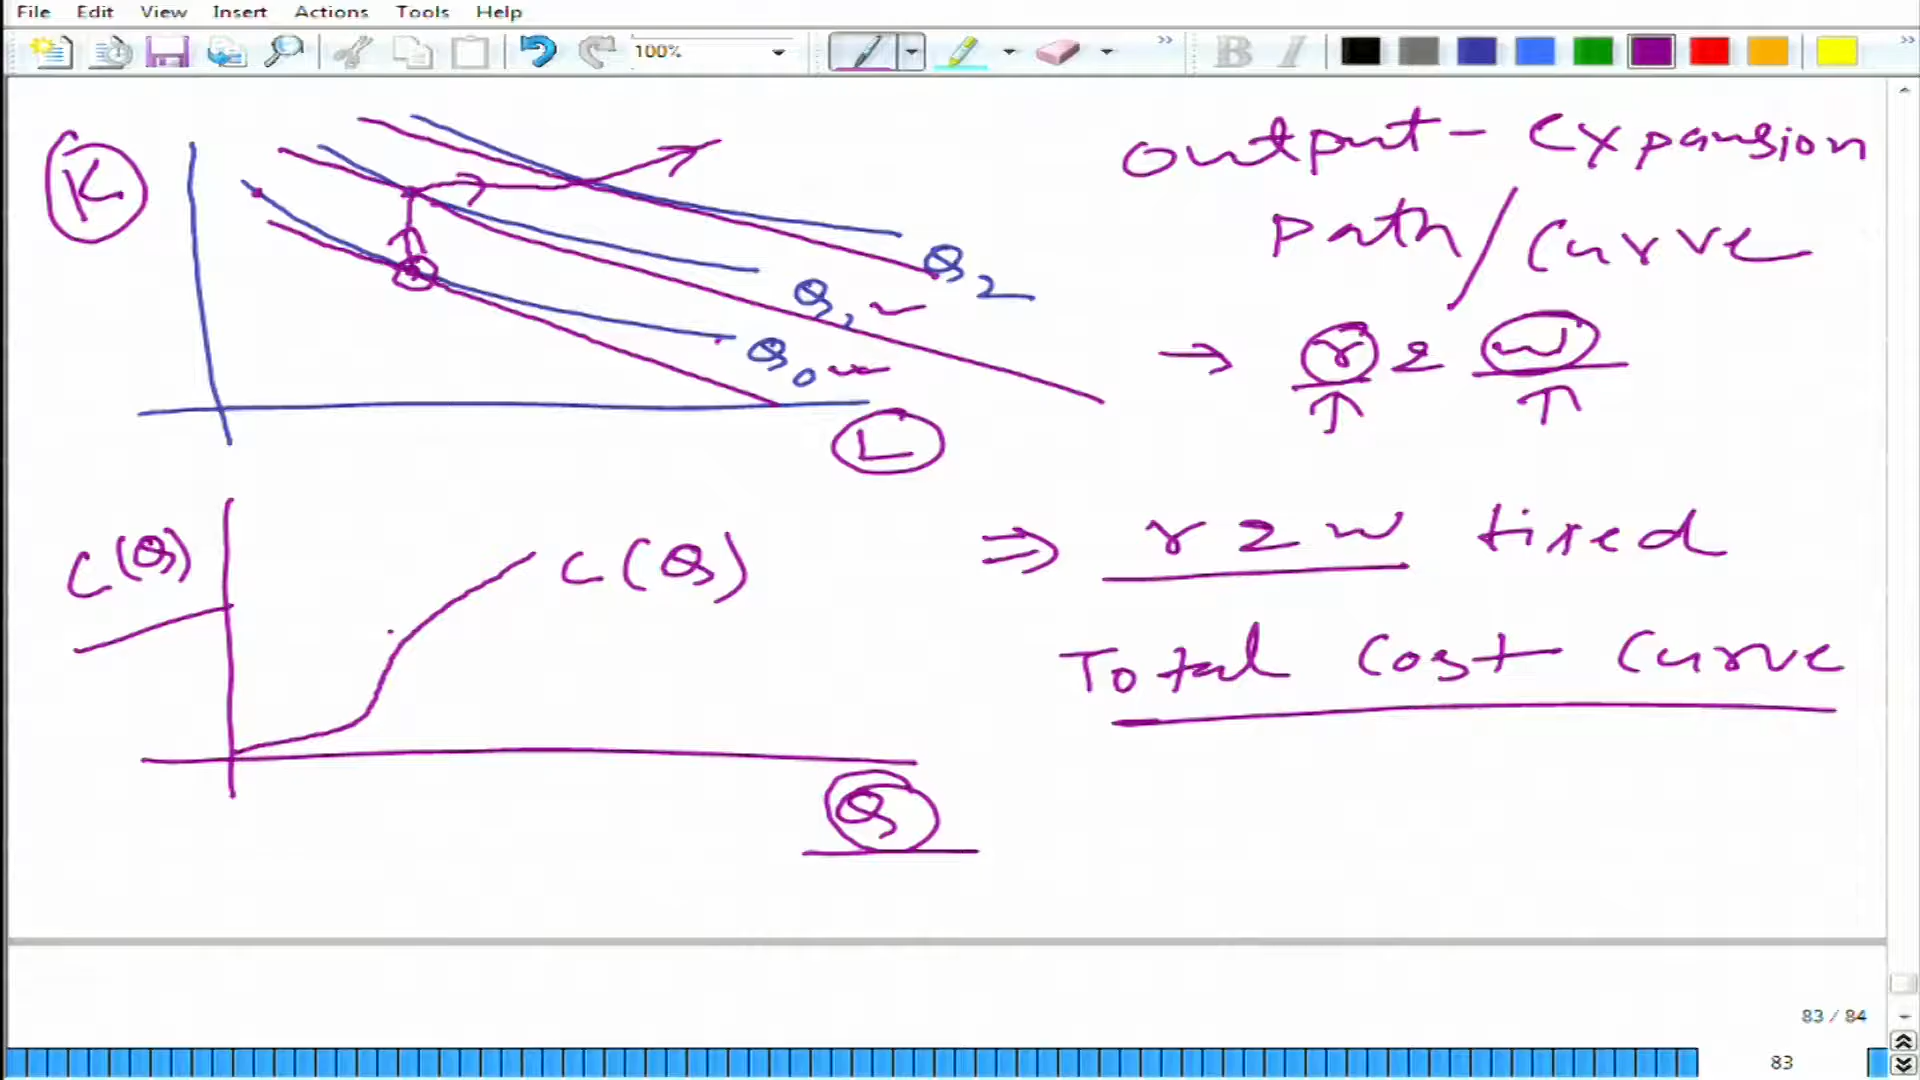 File Edit View Insert Actions Tools Help
100%
B I
K
Output - Expansion
Path / Curve
Q2
Q1
Q0
L
→ r & w
C(Q)
C(Q)
⇒ r & w fixed
Total Cost Curve
Q
83 / 84
83